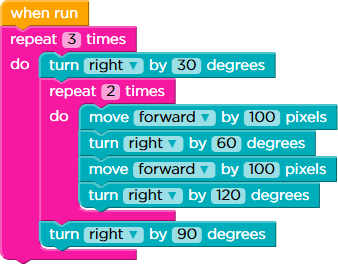 when run
repeat 3 times
do turn right ▼ by 30 degrees
repeat 2 times
do move forward ▼ by 100 pixels
turn right ▼ by 60 degrees
move forward ▼ by 100 pixels
turn right ▼ by 120 degrees
turn right ▼ by 90 degrees